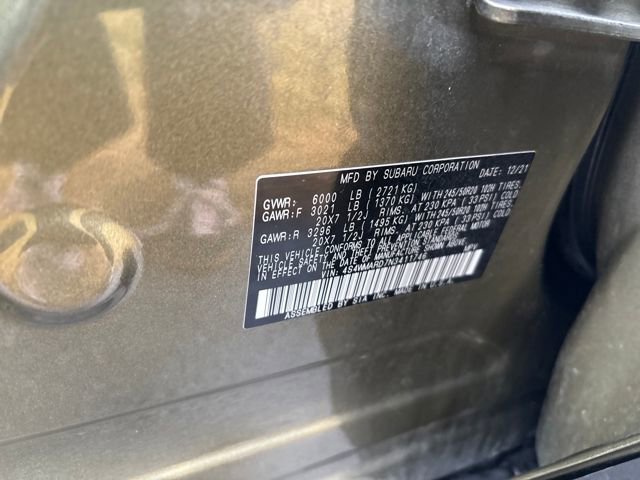 MFD BY SUBARU CORPORATION DATE: 12/21
GVWR: 6000 LB ( 2721 KG)
GAWR:F 3021 LB ( 1370 KG) WITH 245/50R20 102H TIRES,
20X7 1/2J RIMS, AT 230 KPA ( 33 PSI) COLD
GAWR:R 3296 LB ( 1495 KG) WITH 245/50R20 102H TIRES,
20X7 1/2J RIMS, AT 230 KPA ( 33 PSI) COLD
THIS VEHICLE CONFORMS TO ALL APPLICABLE FEDERAL MOTOR
VEHICLE SAFETY AND THEFT PREVENTION STANDARDS
IN EFFECT ON THE DATE OF MANUFACTURE SHOWN ABOVE.
VIN: MPV
ASSEMBLED BY SIA INC. MADE IN U.S.A.